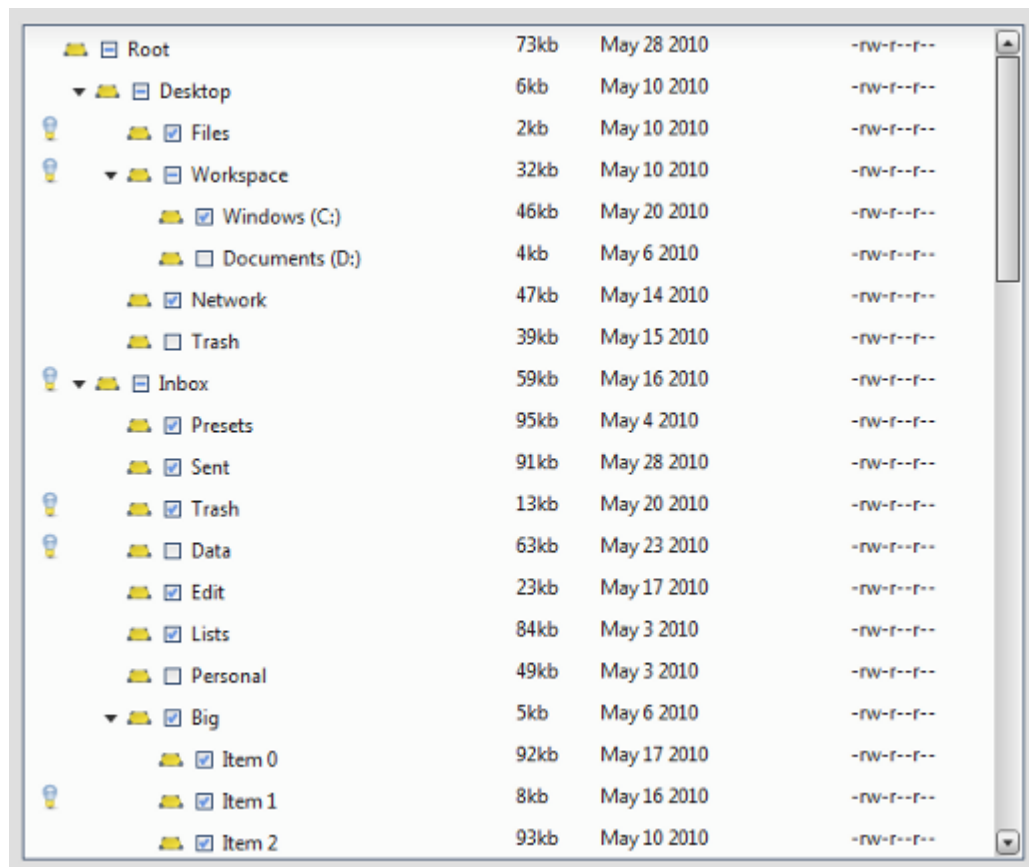 Root 73kb May 28 2010 -rw-r--r--
Desktop 6kb May 10 2010 -rw-r--r--
Files 2kb May 10 2010 -rw-r--r--
Workspace 32kb May 10 2010 -rw-r--r--
Windows (C:) 46kb May 20 2010 -rw-r--r--
Documents (D:) 4kb May 6 2010 -rw-r--r--
Network 47kb May 14 2010 -rw-r--r--
Trash 39kb May 15 2010 -rw-r--r--
Inbox 59kb May 16 2010 -rw-r--r--
Presets 95kb May 4 2010 -rw-r--r--
Sent 91kb May 28 2010 -rw-r--r--
Trash 13kb May 20 2010 -rw-r--r--
Data 63kb May 23 2010 -rw-r--r--
Edit 23kb May 17 2010 -rw-r--r--
Lists 84kb May 3 2010 -rw-r--r--
Personal 49kb May 3 2010 -rw-r--r--
Big 5kb May 6 2010 -rw-r--r--
Item 0 92kb May 17 2010 -rw-r--r--
Item 1 8kb May 16 2010 -rw-r--r--
Item 2 93kb May 10 2010 -rw-r--r--